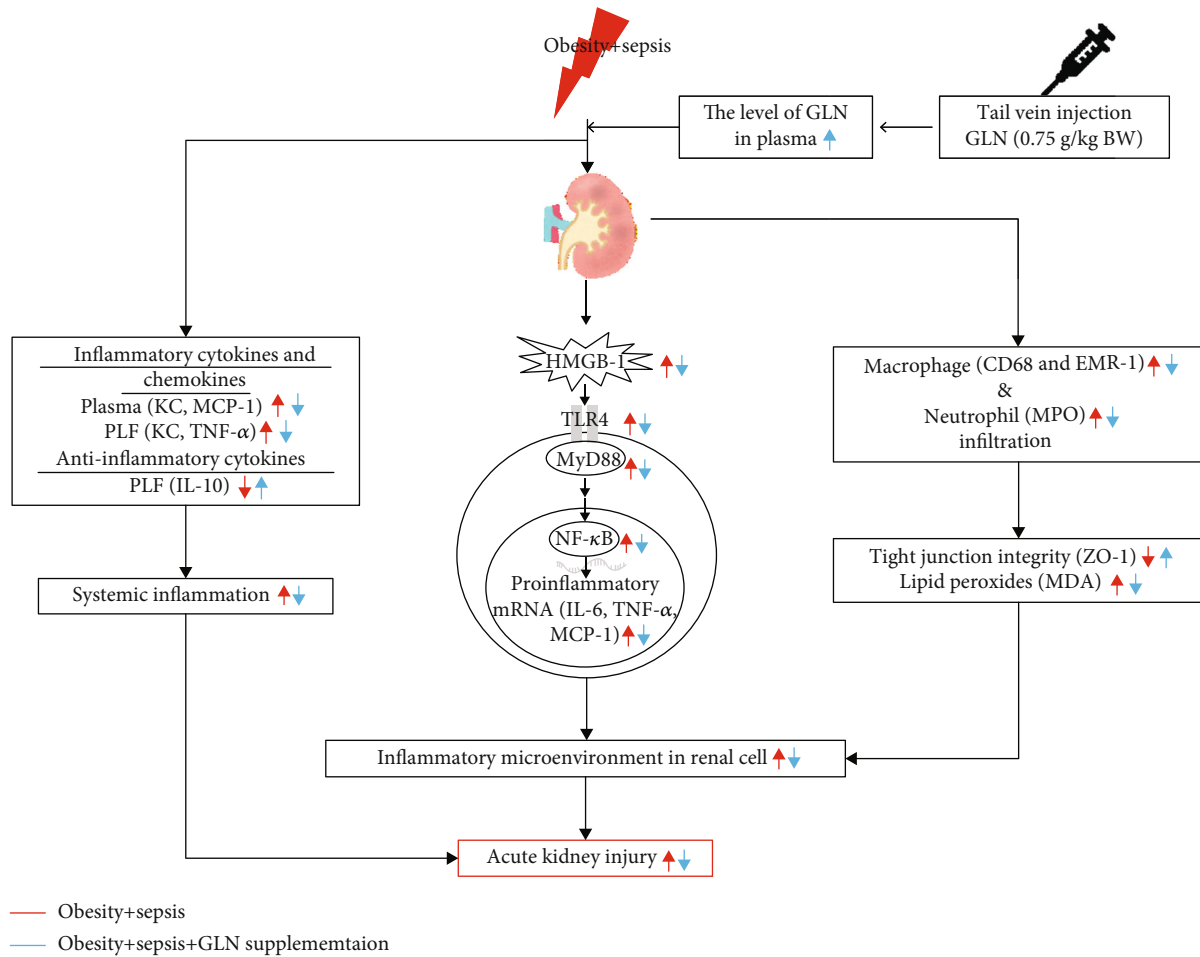 Obesity+sepsis
The level of GLN
in plasma
Tail vein injection
GLN (0.75 g/kg BW)
Inflammatory cytokines and
chemokines
Plasma (KC, MCP-1)
PLF (KC, TNF-α)
Anti-inflammatory cytokines
PLF (IL-10)
Systemic inflammation
HMGB-1
TLR4
MyD88
NF-κB
Proinflammatory
mRNA (IL-6, TNF-α,
MCP-1)
Macrophage (CD68 and EMR-1)
&
Neutrophil (MPO)
infiltration
Tight junction integrity (ZO-1)
Lipid peroxides (MDA)
Inflammatory microenvironment in renal cell
Acute kidney injury
Obesity+sepsis
Obesity+sepsis+GLN supplememtaion